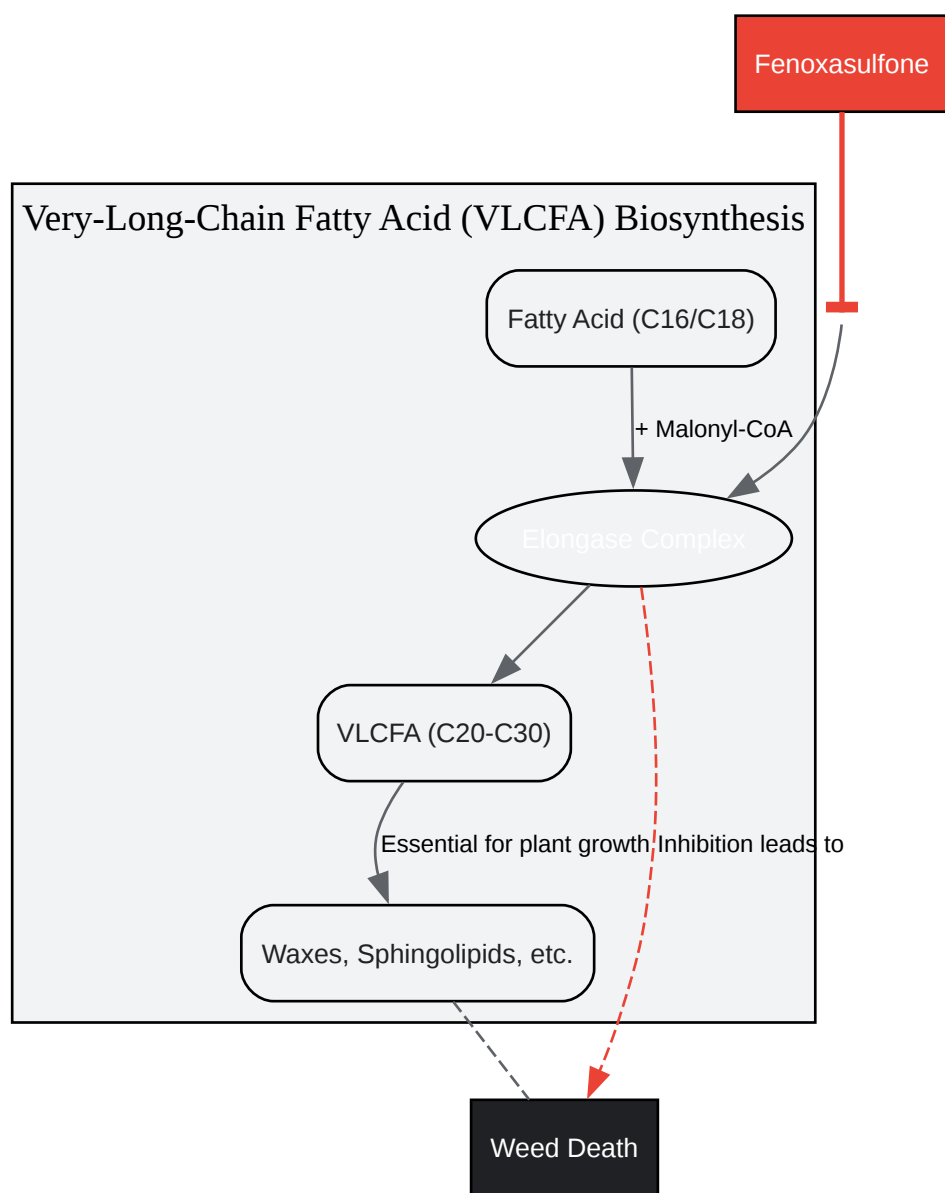 Fenoxasulfone
Very-Long-Chain Fatty Acid (VLCFA) Biosynthesis
Fatty Acid (C16/C18)
+ Malonyl-CoA
Elongase Complex
VLCFA (C20-C30)
Essential for plant growth
Inhibition leads to
Waxes, Sphingolipids, etc.
Weed Death